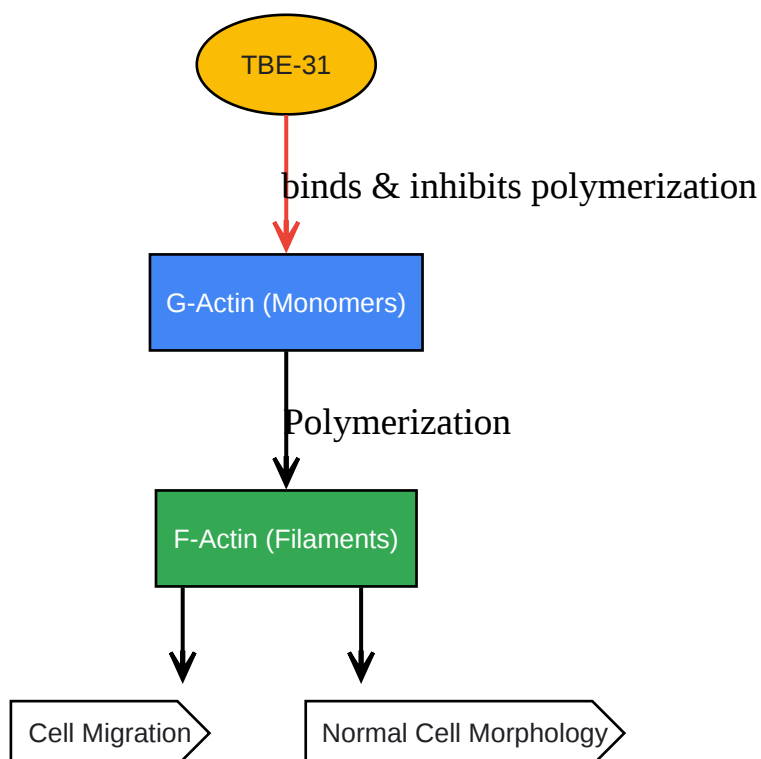 TBE-31
binds & inhibits polymerization
G-Actin (Monomers)
Polymerization
F-Actin (Filaments)
Cell Migration
Normal Cell Morphology